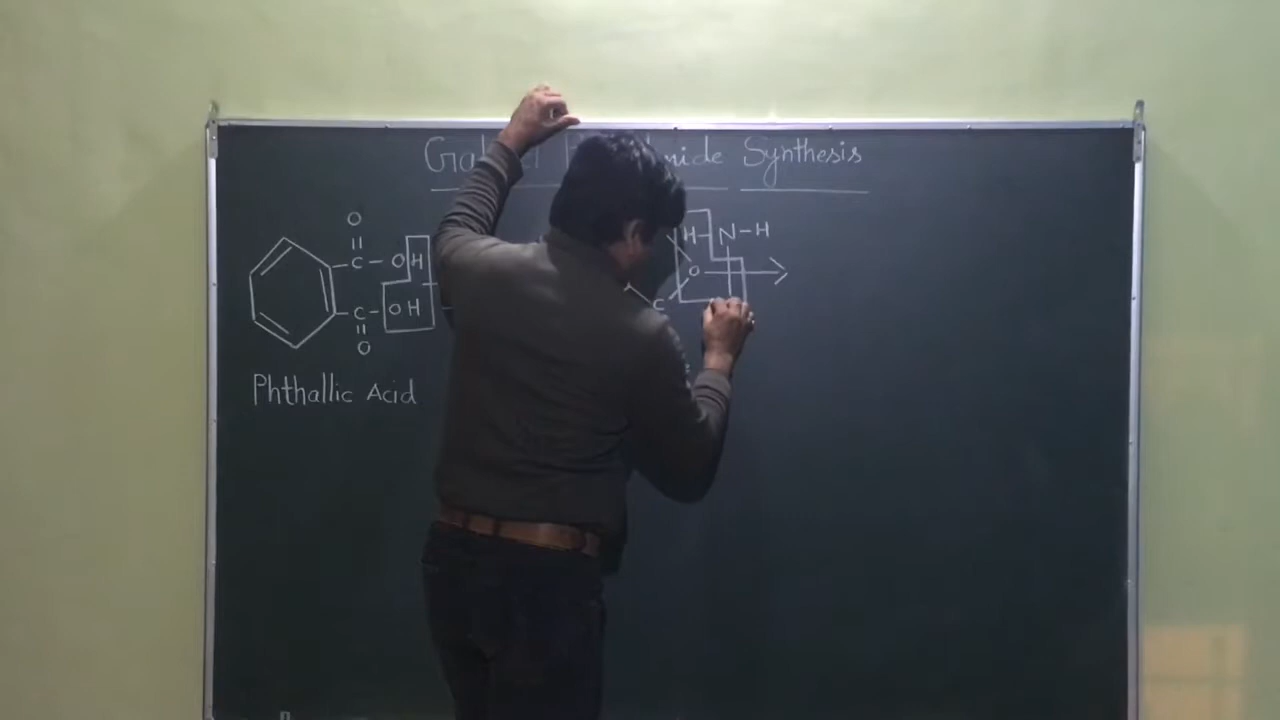 Synthesis
O
||
C – OH
H – N – H
O
C – OH
||
O
C
Phthallic Acid